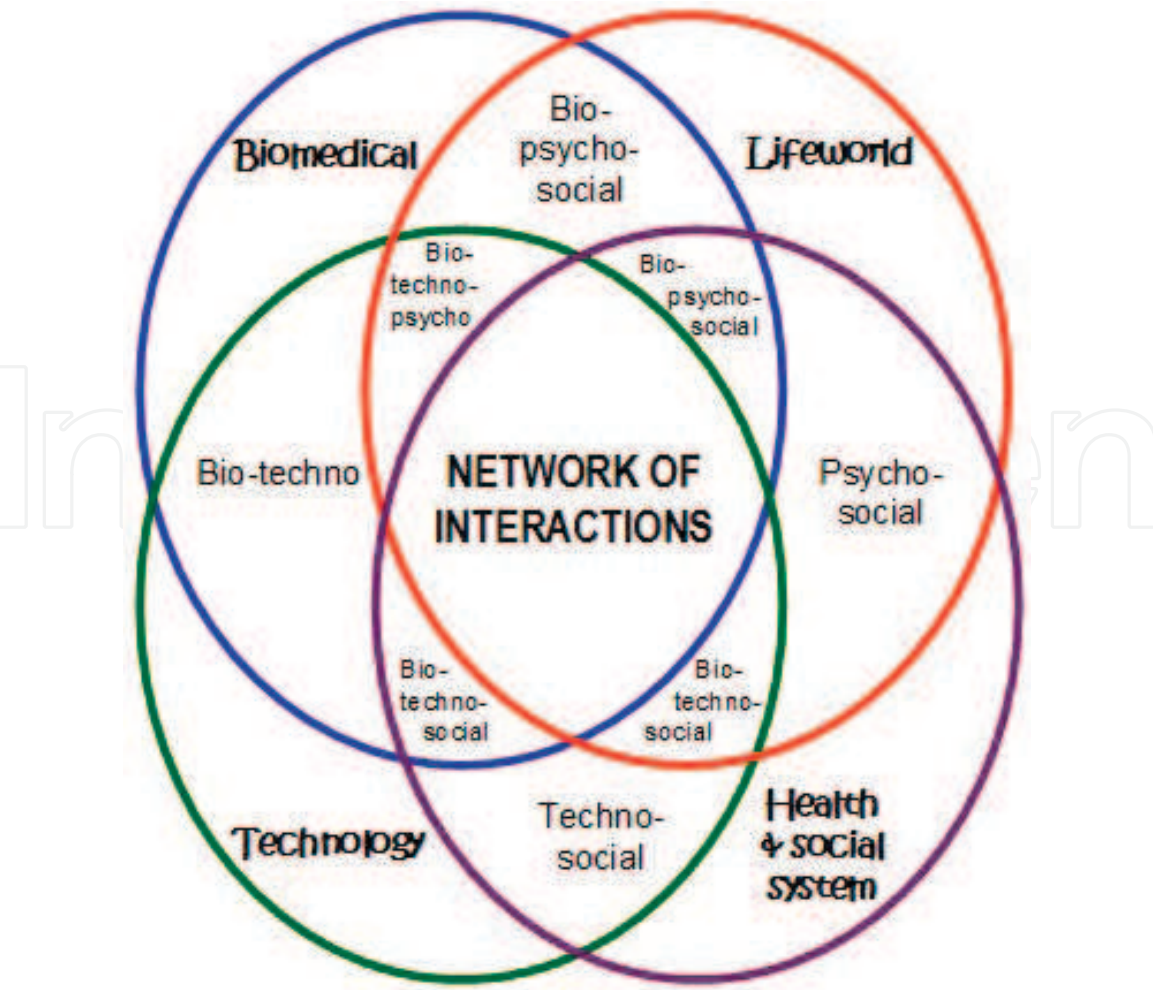 Bio-
psycho-
social
Biomedical
Lifeworld
Bio-
techno-
psycho
Bio-
psycho-
social
Bio-techno
NETWORK OF
INTERACTIONS
Psycho-
social
Bio-
techno-
social
Bio-
techno-
social
Technology
Techno-
social
Health
& social
system